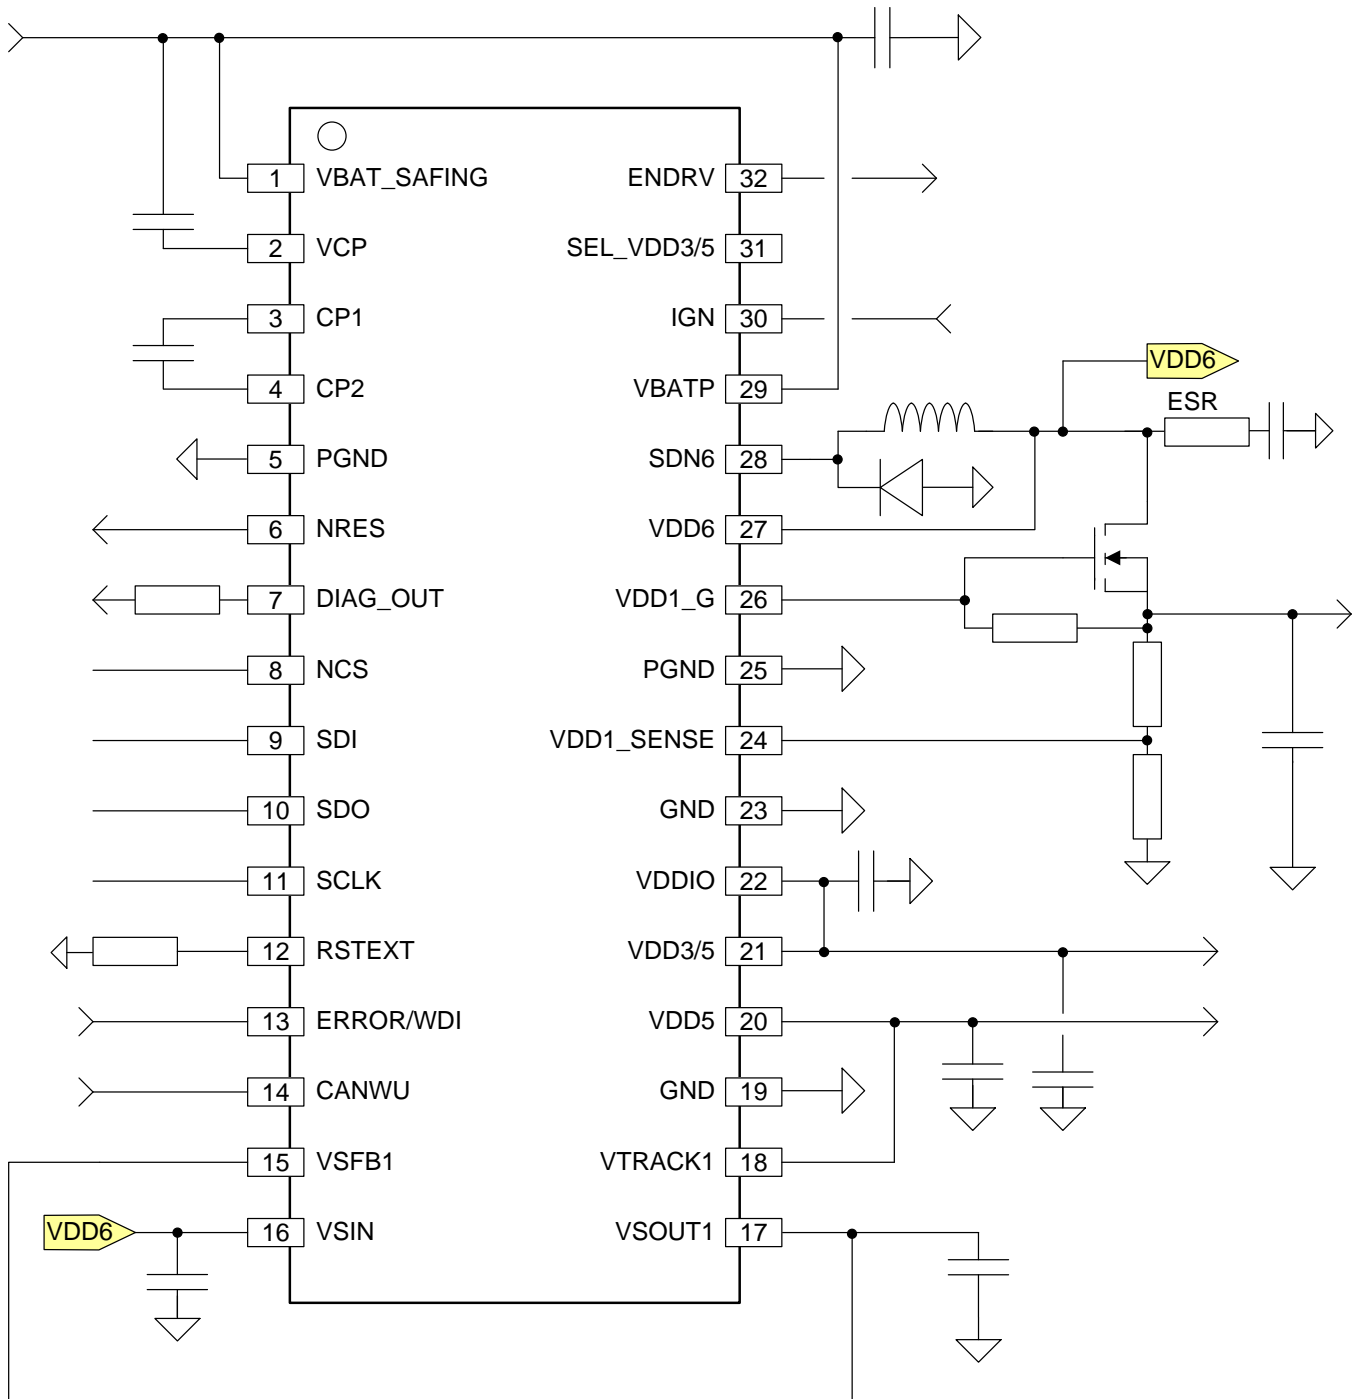 1 VBAT_SAFING ENDRV 32
2 VCP SEL_VDD3/5 31
3 CP1 IGN 30
VDD6
4 CP2 VBATP 29
ESR
5 PGND SDN6 28
6 NRES VDD6 27
7 DIAG_OUT VDD1_G 26
8 NCS PGND 25
9 SDI VDD1_SENSE 24
10 SDO GND 23
11 SCLK VDDIO 22
12 RSTEXT VDD3/5 21
13 ERROR/WDI VDD5 20
14 CANWU GND 19
15 VSFB1 VTRACK1 18
VDD6 16 VSIN VSOUT1 17